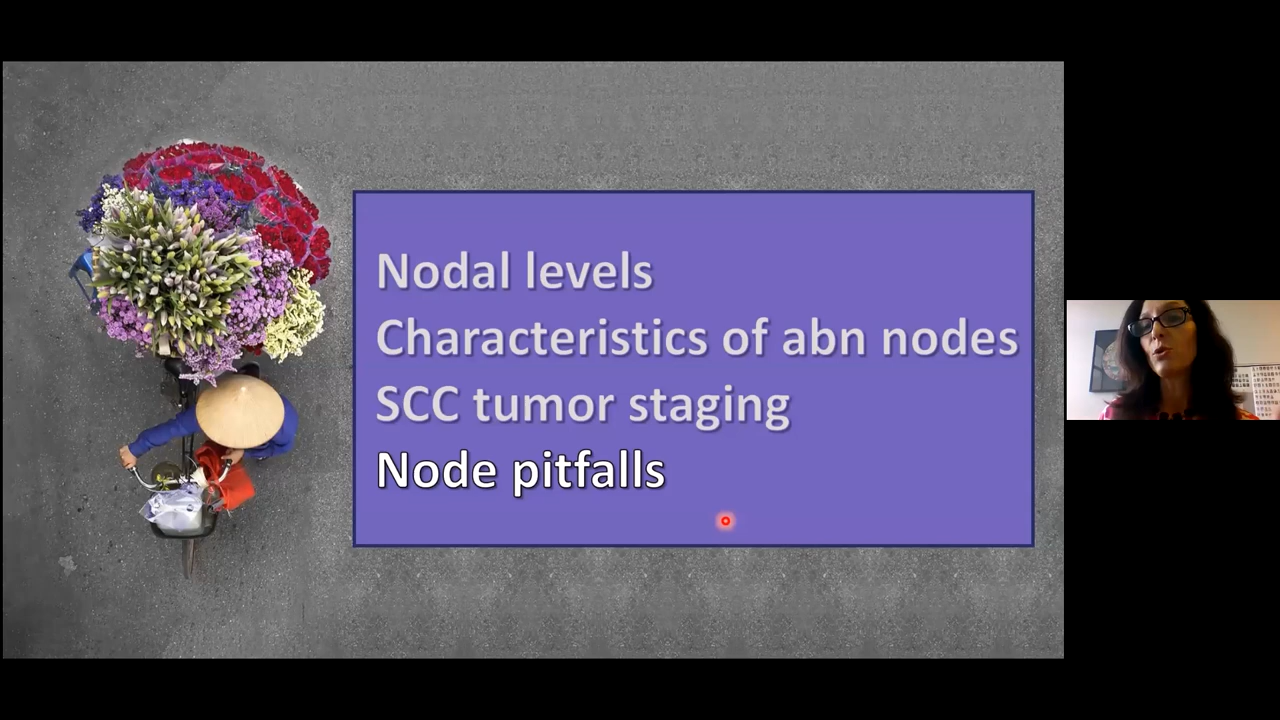 Nodal levels
Characteristics of abn nodes
SCC tumor staging
Node pitfalls